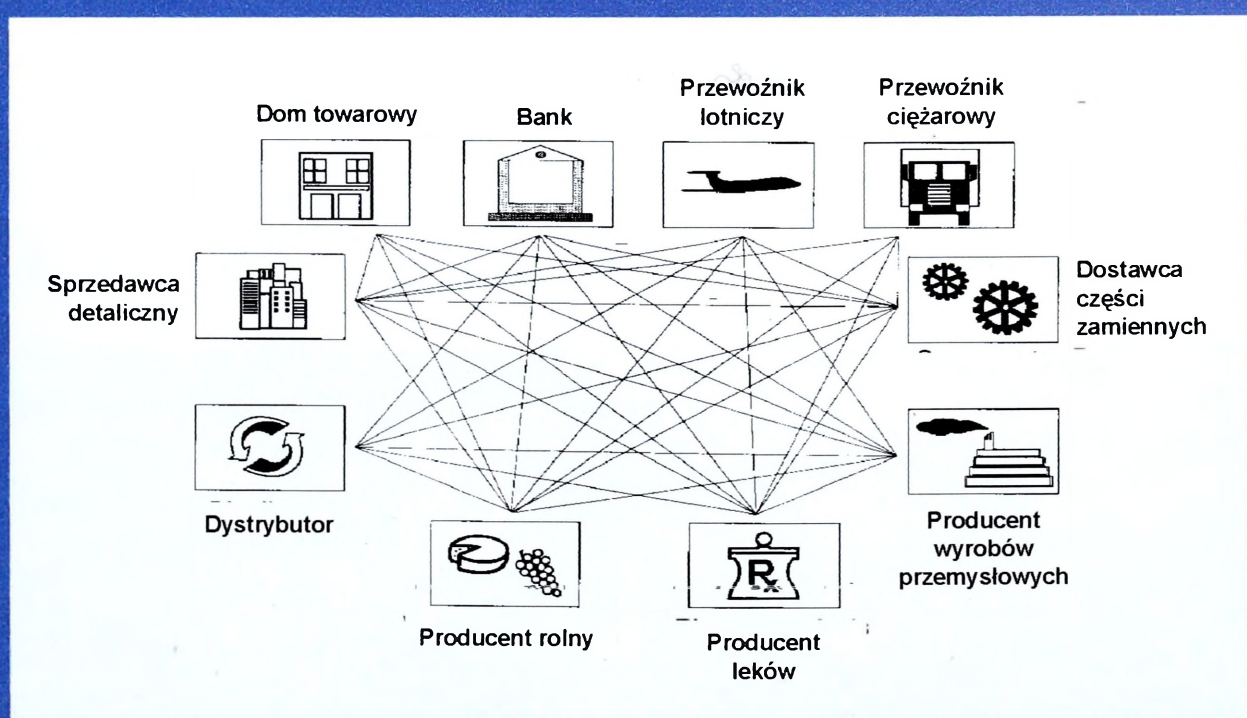 Dom towarowy
Bank
Przewoźnik
lotniczy
Przewoźnik
ciężarowy
Sprzedawca
detaliczny
Dostawca
części
zamiennych
Dystrybutor
Producent
wyrobów
przemysłowych
R
Producent rolny
Producent
leków